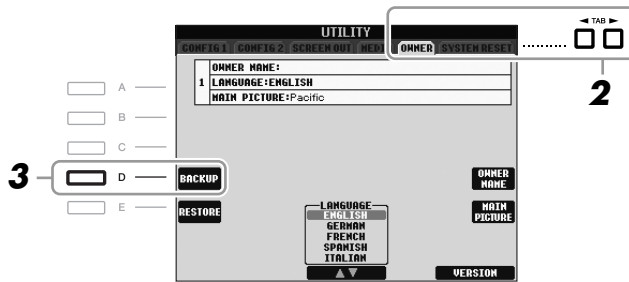 UTILITY
◄ TAB ►
CONFIG 1 CONFIG 2 SCREEN OUT MEDI OWNER SYSTEM RESET
2
OWNER NAME:
1 LANGUAGE:ENGLISH
MAIN PICTURE:Pacific
A
B
C
3 D BACKUP
OWNER NAME
E RESTORE
MAIN PICTURE
LANGUAGE
ENGLISH
GERMAN
FRENCH
SPANISH
ITALIAN
▲▼
VERSION